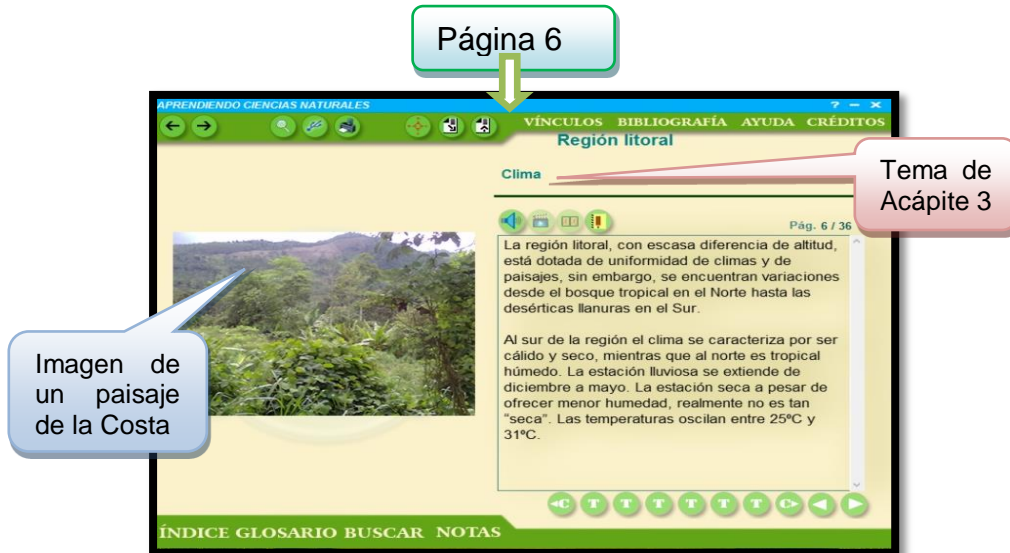 Página 6
APRENDIENDO CIENCIAS NATURALES
? – ×
VÍNCULOS BIBLIOGRAFÍA AYUDA CRÉDITOS
Región litoral
Clima
Tema de
Acápite 3
Pág. 6 / 36
La región litoral, con escasa diferencia de altitud,
está dotada de uniformidad de climas y de
paisajes, sin embargo, se encuentran variaciones
desde el bosque tropical en el Norte hasta las
desérticas llanuras en el Sur.
Al sur de la región el clima se caracteriza por ser
cálido y seco, mientras que al norte es tropical
húmedo. La estación lluviosa se extiende de
diciembre a mayo. La estación seca a pesar de
ofrecer menor humedad, realmente no es tan
"seca". Las temperaturas oscilan entre 25ºC y
31ºC.
Imagen de
un paisaje
de la Costa
C T T T T T T C
ÍNDICE GLOSARIO BUSCAR NOTAS